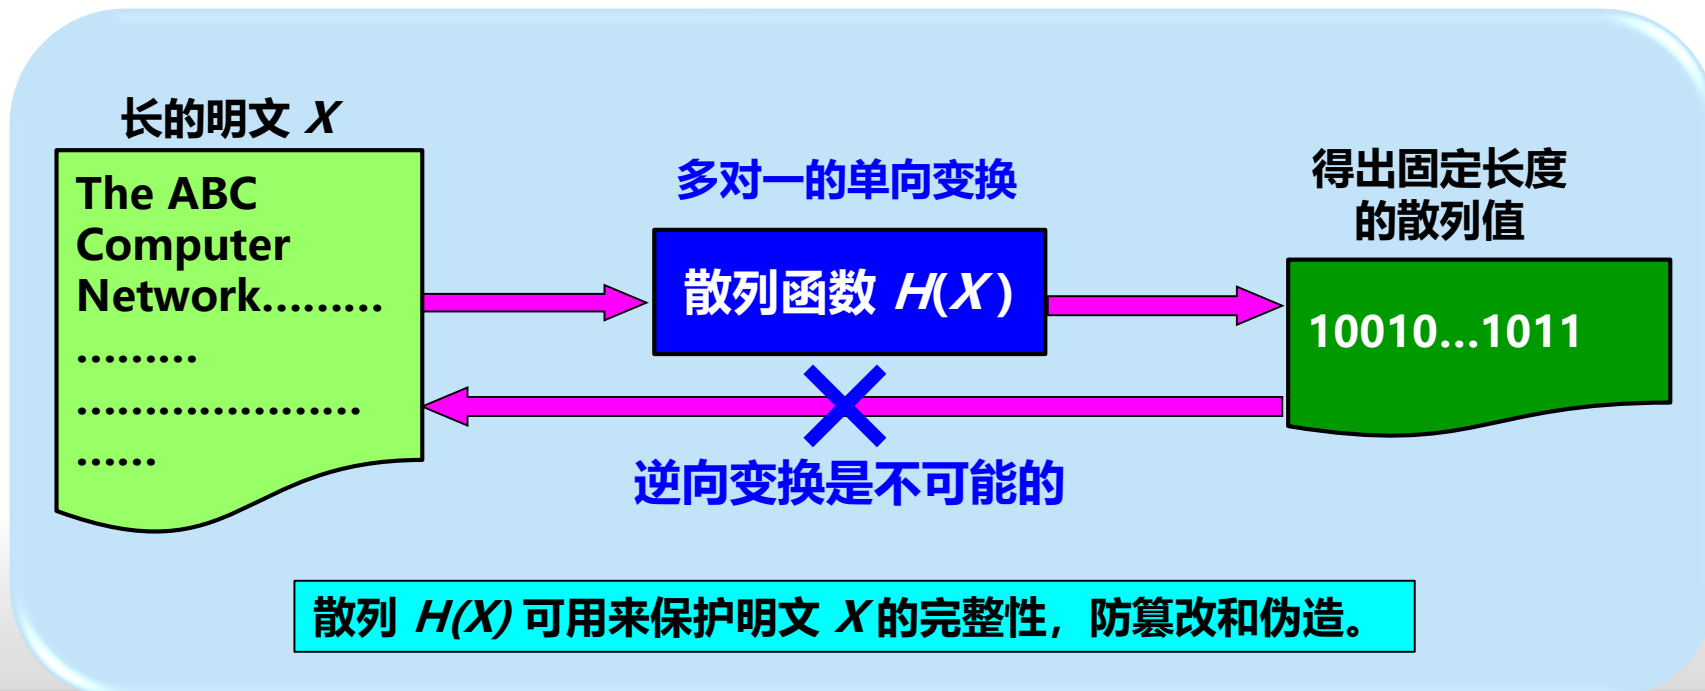 长的明文 X
The ABC
Computer
Network.........
.........
.....................
......
多对一的单向变换
散列函数 H(X)
得出固定长度
的散列值
10010...1011
逆向变换是不可能的
散列 H(X) 可用来保护明文 X 的完整性，防篡改和伪造。